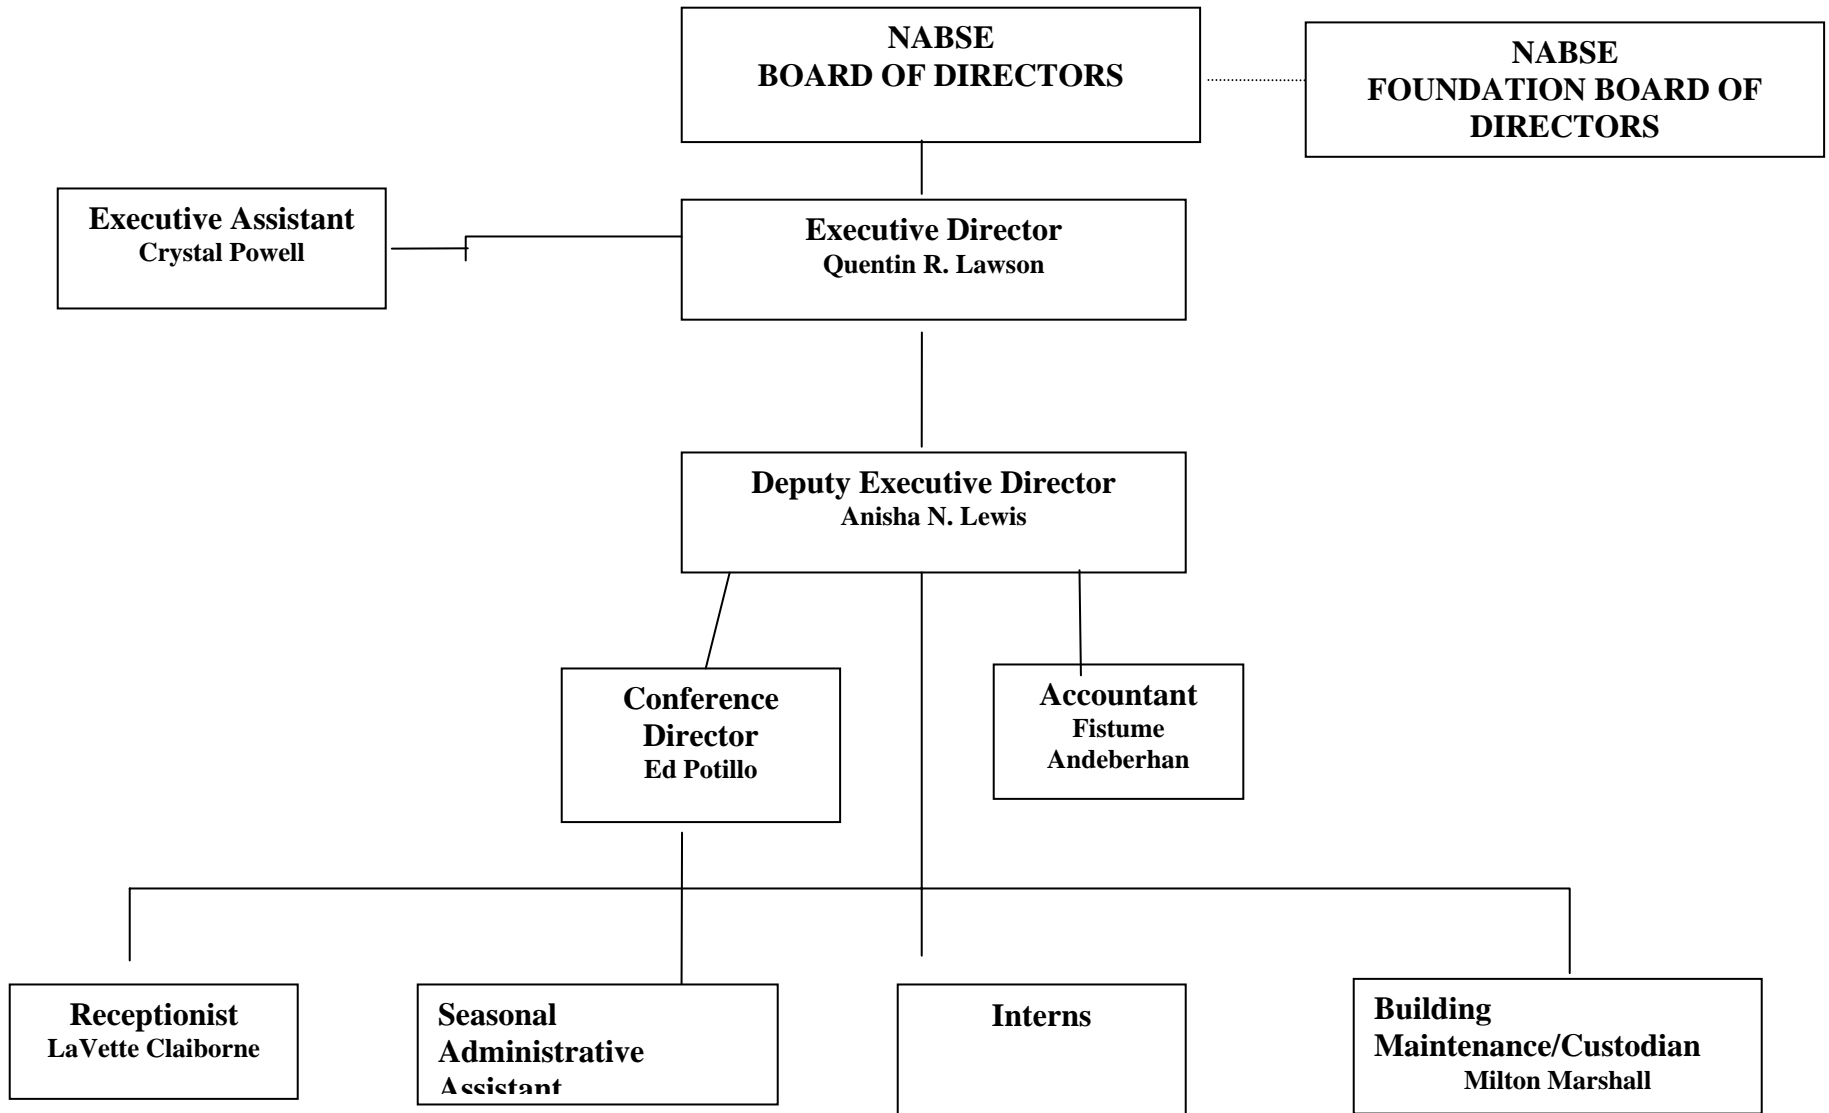 NABSE
BOARD OF DIRECTORS
NABSE
FOUNDATION BOARD OF
DIRECTORS
Executive Assistant
Crystal Powell
Executive Director
Quentin R. Lawson
Deputy Executive Director
Anisha N. Lewis
Conference
Director
Ed Potillo
Accountant
Fistume
Andeberhan
Receptionist
LaVette Claiborne
Seasonal
Administrative
Assistant
Interns
Building
Maintenance/Custodian
Milton Marshall